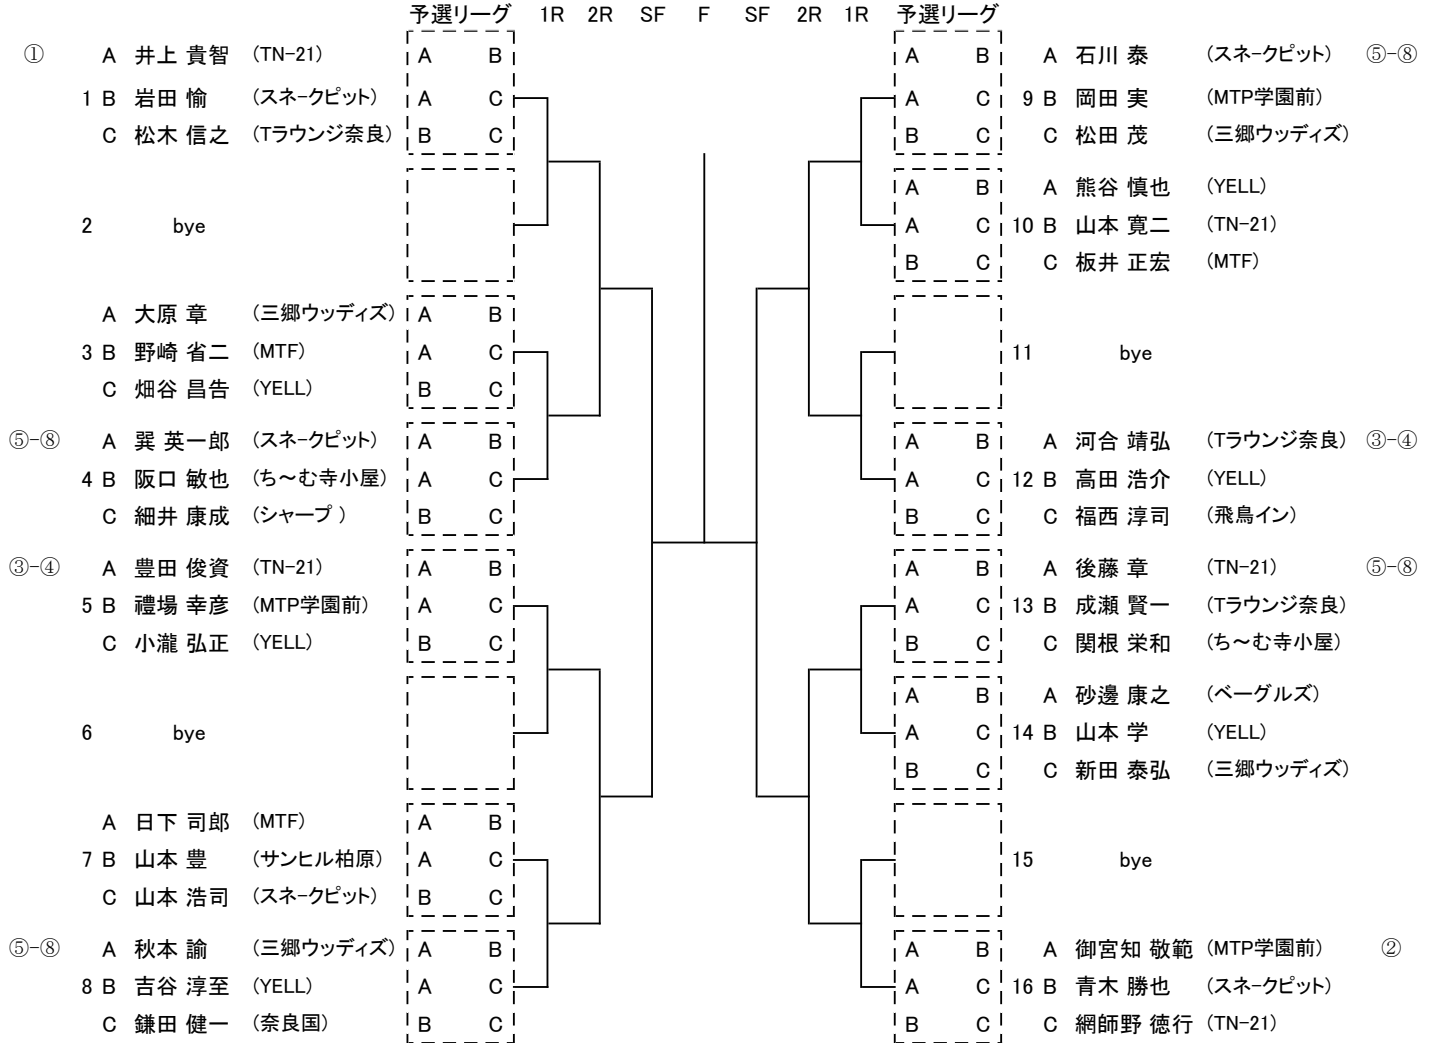 予選リーグ 1R 2R SF F SF 2R 1R 予選リーグ
① A 井上 貴智 (TN-21) A B
1 B 岩田 愉 (スネークピット) A C
C 松木 信之 (Tラウンジ奈良) B C
2 bye
A 大原 章 (三郷ウッディズ) A B
3 B 野崎 省二 (MTF) A C
C 畑谷 昌告 (YELL) B C
⑤-⑧ A 巽 英一郎 (スネークピット) A B
4 B 阪口 敏也 (ち～む寺小屋) A C
C 細井 康成 (シャープ ) B C
③-④ A 豊田 俊資 (TN-21) A B
5 B 禮場 幸彦 (MTP学園前) A C
C 小瀧 弘正 (YELL) B C
6 bye
A 日下 司郎 (MTF) A B
7 B 山本 豊 (サンヒル柏原) A C
C 山本 浩司 (スネークピット) B C
⑤-⑧ A 秋本 諭 (三郷ウッディズ) A B
8 B 吉谷 淳至 (YELL) A C
C 鎌田 健一 (奈良国) B C
A B A 石川 泰 (スネークピット) ⑤-⑧
A C 9 B 岡田 実 (MTP学園前)
B C C 松田 茂 (三郷ウッディズ)
A B A 熊谷 慎也 (YELL)
A C 10 B 山本 寛二 (TN-21)
B C C 板井 正宏 (MTF)
11 bye
A B A 河合 靖弘 (Tラウンジ奈良) ③-④
A C 12 B 高田 浩介 (YELL)
B C C 福西 淳司 (飛鳥イン)
A B A 後藤 章 (TN-21) ⑤-⑧
A C 13 B 成瀬 賢一 (Tラウンジ奈良)
B C C 関根 栄和 (ち～む寺小屋)
A B A 砂邊 康之 (ベーグルズ)
A C 14 B 山本 学 (YELL)
B C C 新田 泰弘 (三郷ウッディズ)
15 bye
A B A 御宮知 敬範 (MTP学園前) ②
A C 16 B 青木 勝也 (スネークピット)
B C C 網師野 徳行 (TN-21)